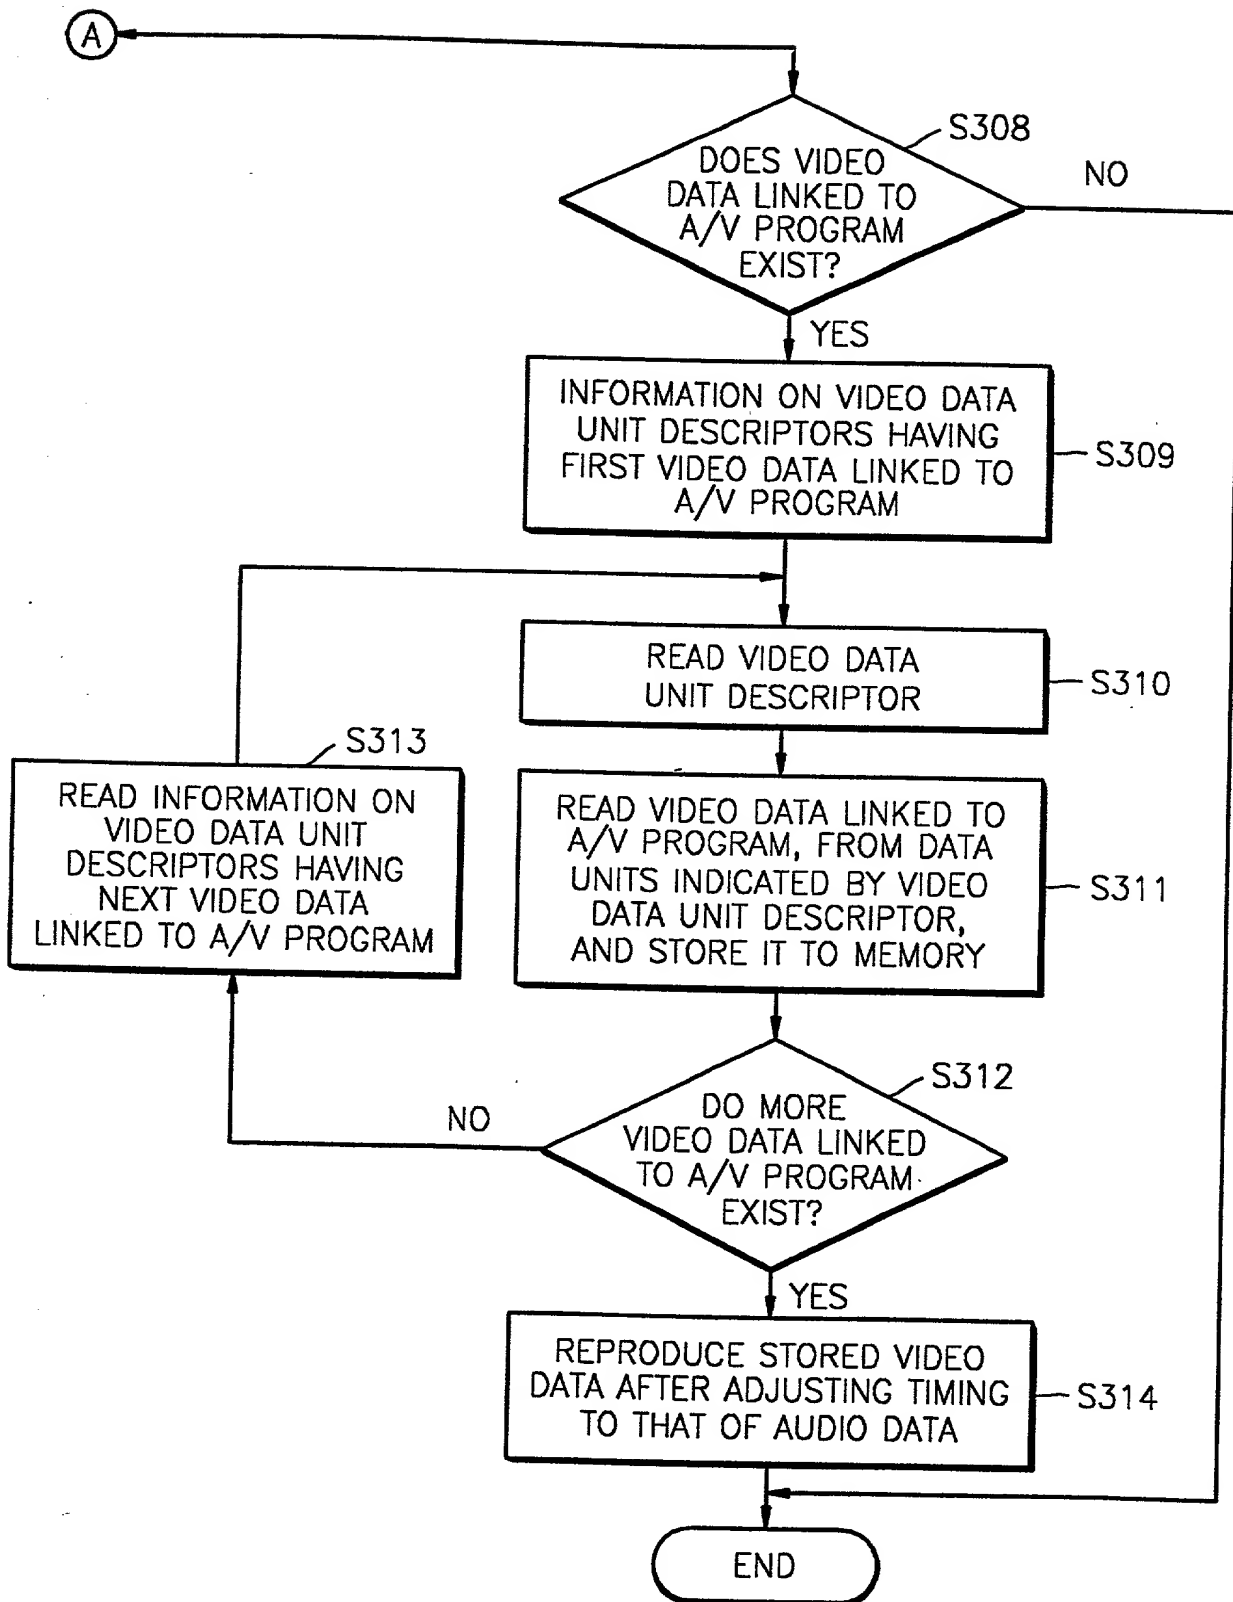 A
S308
DOES VIDEO
DATA LINKED TO
A/V PROGRAM
EXIST?
NO
YES
INFORMATION ON VIDEO DATA
UNIT DESCRIPTORS HAVING
FIRST VIDEO DATA LINKED TO
A/V PROGRAM
S309
READ VIDEO DATA
UNIT DESCRIPTOR
S310
S313
READ INFORMATION ON
VIDEO DATA UNIT
DESCRIPTORS HAVING
NEXT VIDEO DATA
LINKED TO A/V PROGRAM
READ VIDEO DATA LINKED TO
A/V PROGRAM, FROM DATA
UNITS INDICATED BY VIDEO
DATA UNIT DESCRIPTOR,
AND STORE IT TO MEMORY
S311
S312
DO MORE
VIDEO DATA LINKED
TO A/V PROGRAM
EXIST?
NO
YES
REPRODUCE STORED VIDEO
DATA AFTER ADJUSTING TIMING
TO THAT OF AUDIO DATA
S314
END